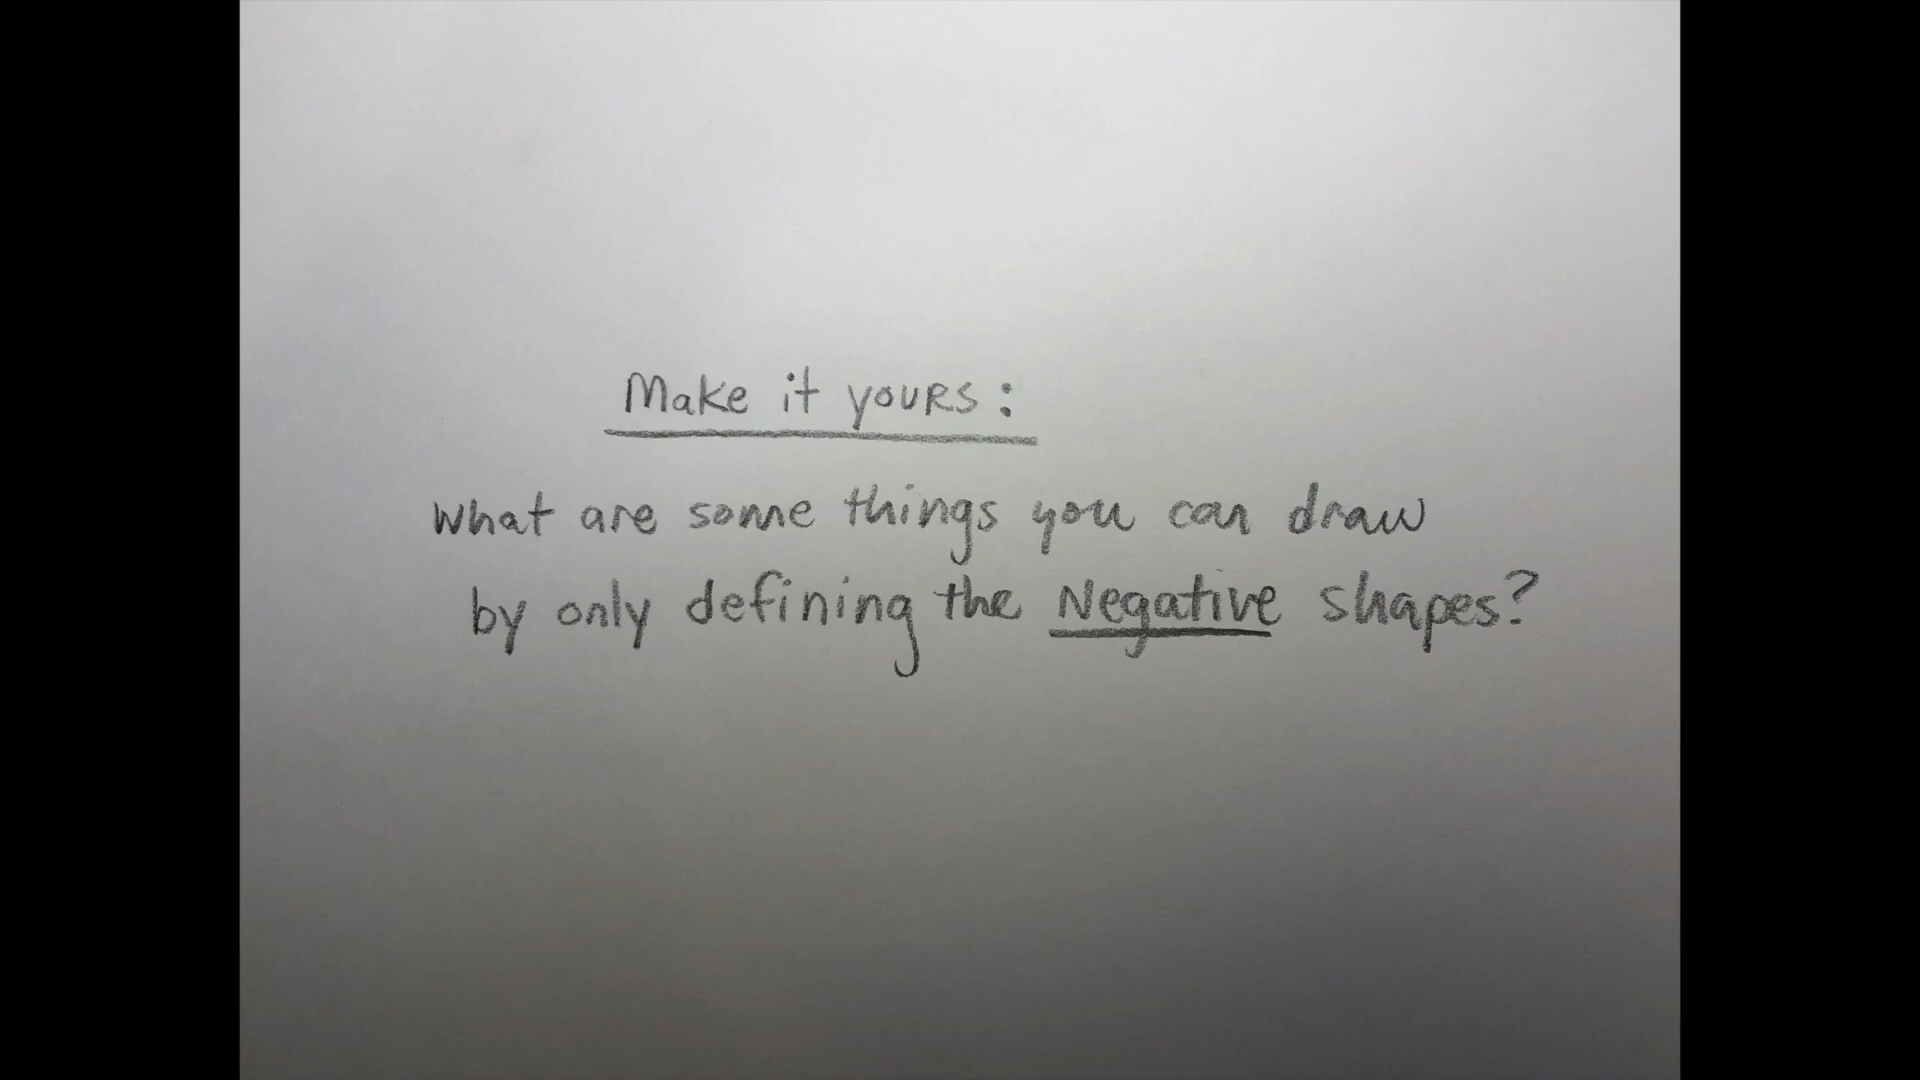 Make it yours:
What are some things you can draw
by only defining the Negative shapes?